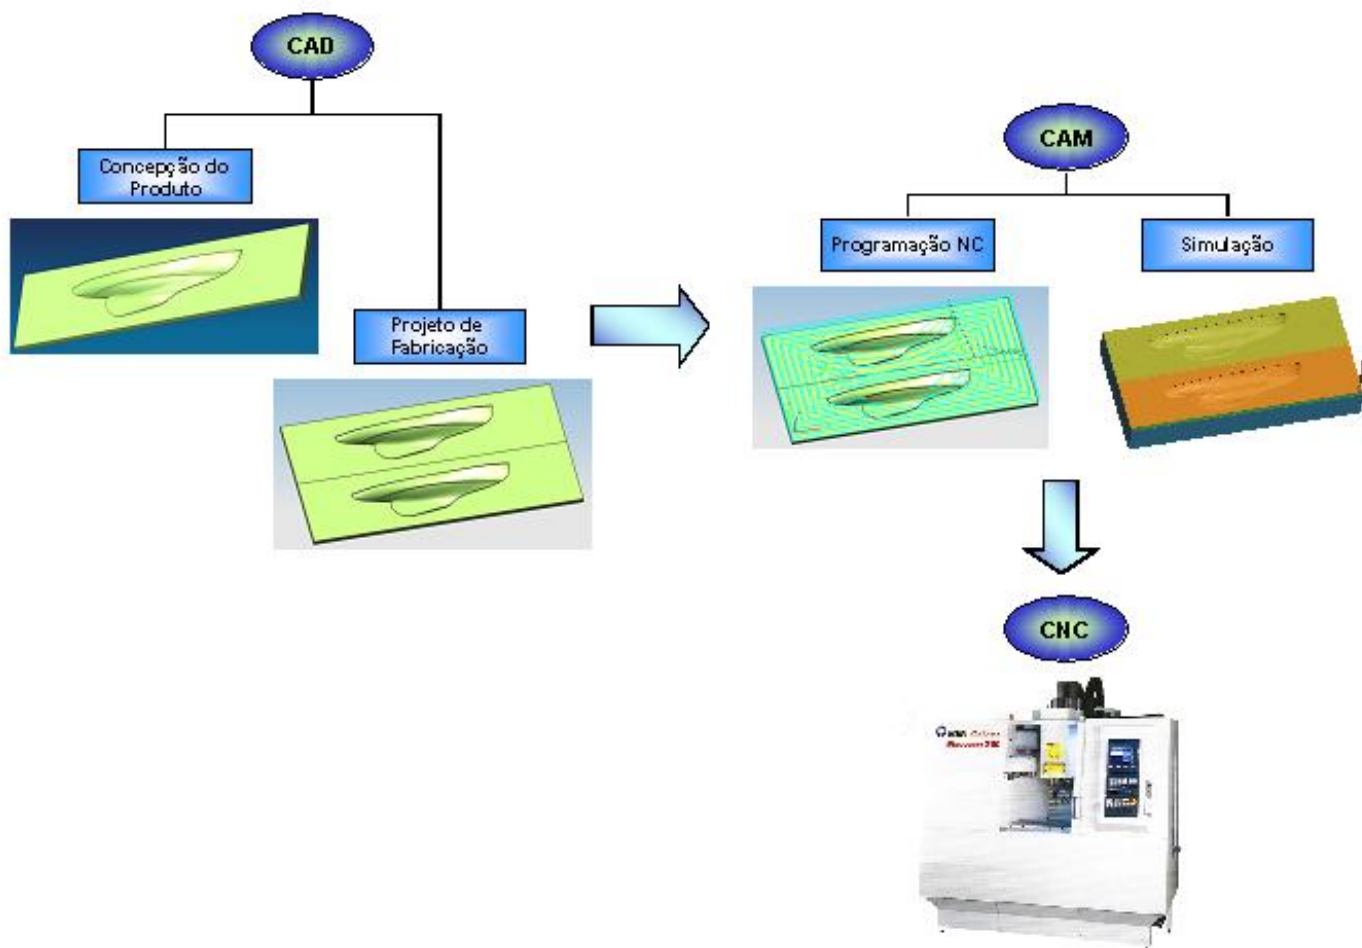 CAD
Concepção do
Produto
Projeto de
Fabricação
CAM
Programação NC
Simulação
CNC